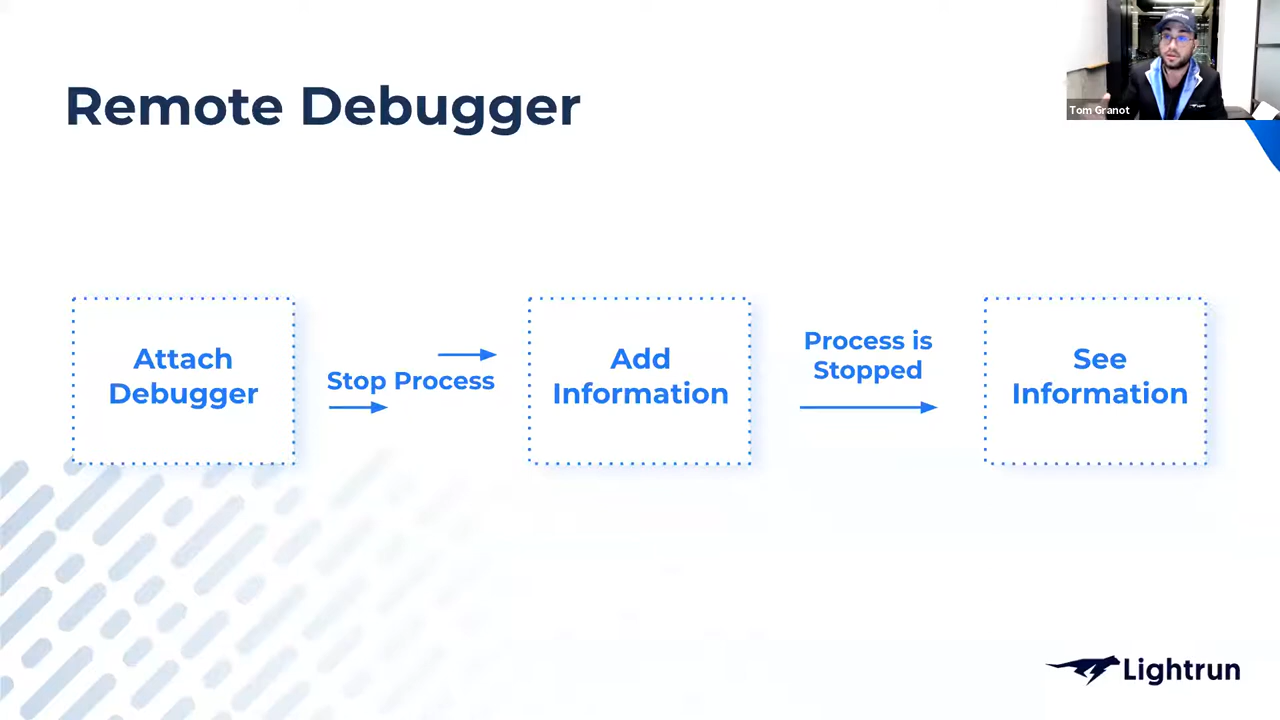 Remote Debugger
Tom Granot
Attach
Debugger
Stop Process
Add
Information
Process is
Stopped
See
Information
Lightrun